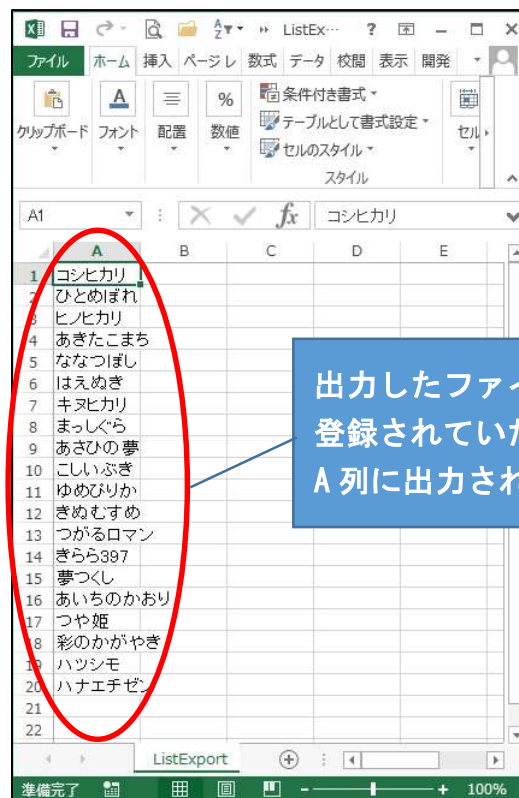 ListEx…
ファイル ホーム 挿入 ページ レ 数式 データ 校閲 表示 開発
クリップボード フォント 配置 数値 条件付き書式 テーブルとして書式設定 セルのスタイル セル
スタイル
A1 fx コシヒカリ
A B C D E
1 コシヒカリ
2 ひとめぼれ
3 ヒノヒカリ
4 あきたこまち
5 ななつぼし
6 はえぬき
7 キヌヒカリ
8 まっしぐら
9 あさひの夢
10 こしいぶき
11 ゆめぴりか
12 きぬむすめ
13 つがるロマン
14 きらら397
15 夢つくし
16 あいちのかおり
17 つや姫
18 彩のかがやき
19 ハツシモ
20 ハナエチゼン
21
22
出力したファイ
登録されていた
A列に出力され
ListExport
準備完了 100%